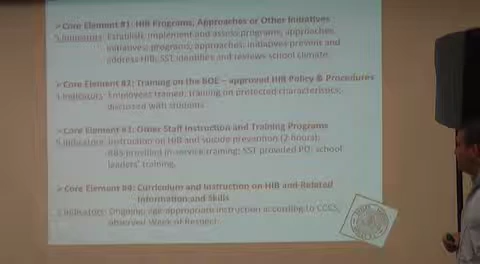 ➢Core Element #1: HIB Programs, Approaches or Other Initiatives
5 Indicators: Establish, implement and assess programs, approaches,
initiatives; programs, approaches, initiatives prevent and
address HIB; SST identifies and reviews school climate.
➢Core Element #2: Training on the BOE – approved HIB Policy & Procedures
3 Indicators: Employees trained; training on protected characteristics;
discussed with students
➢Core Element #3: Other Staff Instruction and Training Programs
5 Indicators: Instruction on HIB and suicide prevention (2 hours);
ABS provided in-service training; SST provided PD; school
leaders' training.
➢Core Element #4: Curriculum and Instruction on HIB and Related
Information and Skills
Indicators: Ongoing, age-appropriate instruction according to CCCS;
observed Week of Respect.